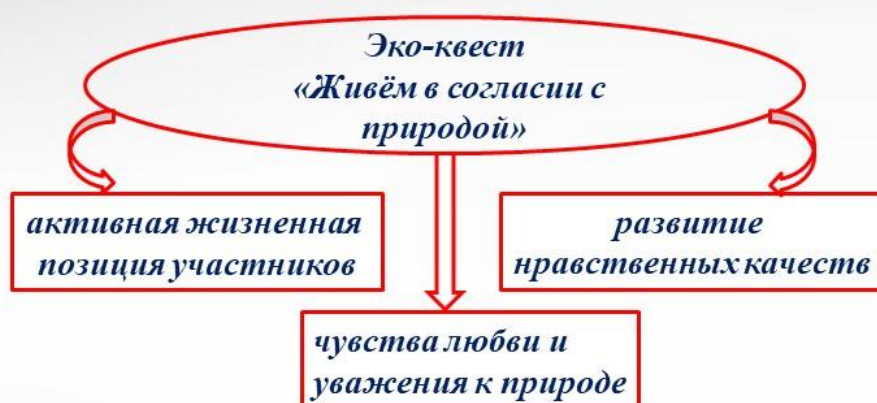 Эко-квест
«Живём в согласии с
природой»
активная жизненная
позиция участников
развитие
нравственных качеств
чувства любви и
уважения к природе